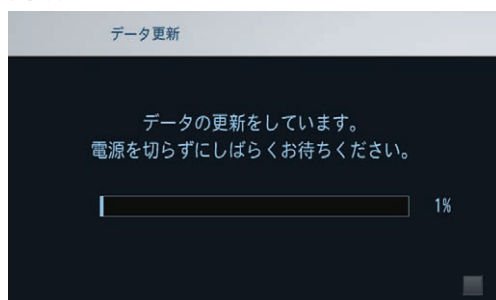 データ更新
データの更新をしています。
電源を切らずにしばらくお待ちください。
1%